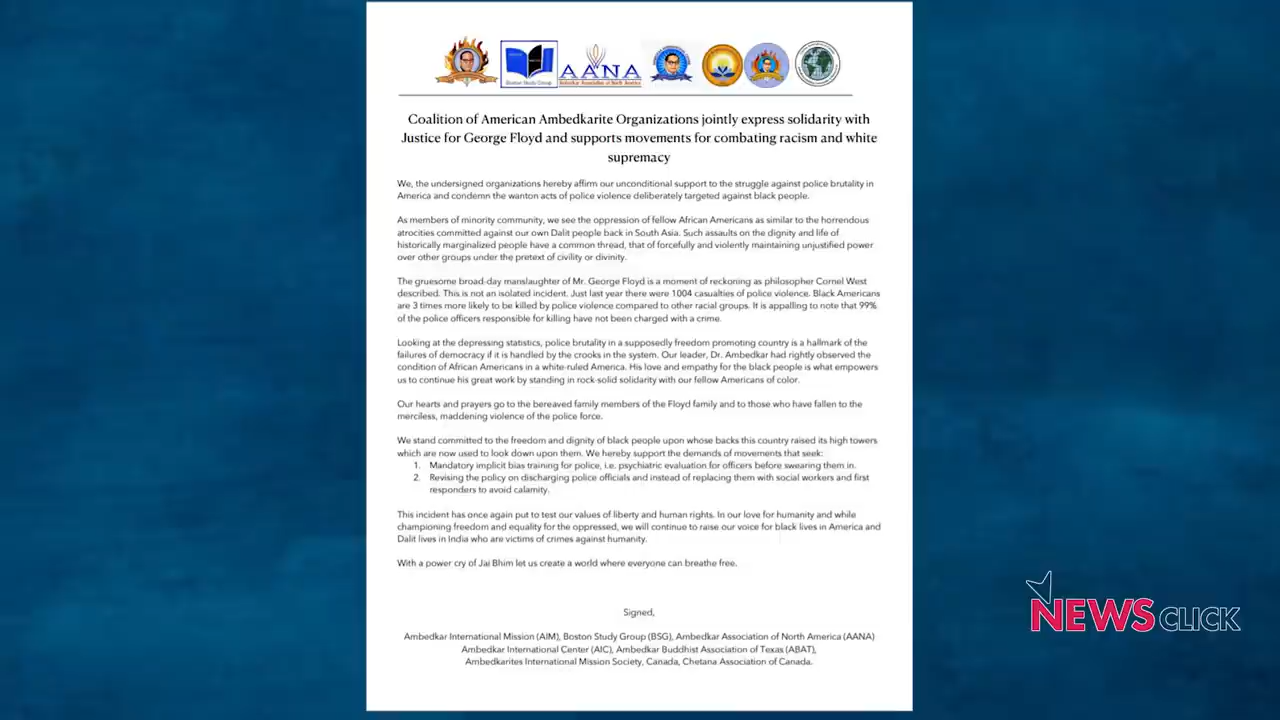 Boston Study Group
AANA
Ambedkar Association of North America
Coalition of American Ambedkarite Organizations jointly express solidarity with
Justice for George Floyd and supports movements for combating racism and white
supremacy
We, the undersigned organizations hereby affirm our unconditional support to the struggle against police brutality in
America and condemn the wanton acts of police violence deliberately targeted against black people.
As members of minority community, we see the oppression of fellow African Americans as similar to the horrendous
atrocities committed against our own Dalit people back in South Asia. Such assaults on the dignity and life of
historically marginalized people have a common thread, that of forcefully and violently maintaining unjustified power
over other groups under the pretext of civility or divinity.
The gruesome broad-day manslaughter of Mr. George Floyd is a moment of reckoning as philosopher Cornel West
described. This is not an isolated incident. Just last year there were 1004 casualties of police violence. Black Americans
are 3 times more likely to be killed by police violence compared to other racial groups. It is appalling to note that 99%
of the police officers responsible for killing have not been charged with a crime.
Looking at the depressing statistics, police brutality in a supposedly freedom promoting country is a hallmark of the
failures of democracy if it is handled by the crooks in the system. Our leader, Dr. Ambedkar had rightly observed the
condition of African Americans in a white-ruled America. His love and empathy for the black people is what empowers
us to continue his great work by standing in rock-solid solidarity with our fellow Americans of color.
Our hearts and prayers go to the bereaved family members of the Floyd family and to those who have fallen to the
merciless, maddening violence of the police force.
We stand committed to the freedom and dignity of black people upon whose backs this country raised its high towers
which are now used to look down upon them. We hereby support the demands of movements that seek:
1. Mandatory implicit bias training for police, i.e. psychiatric evaluation for officers before swearing them in.
2. Revising the policy on discharging police officials and instead of replacing them with social workers and first
responders to avoid calamity.
This incident has once again put to test our values of liberty and human rights. In our love for humanity and while
championing freedom and equality for the oppressed, we will continue to raise our voice for black lives in America and
Dalit lives in India who are victims of crimes against humanity.
With a power cry of Jai Bhim let us create a world where everyone can breathe free.
Signed,
Ambedkar International Mission (AIM), Boston Study Group (BSG), Ambedkar Association of North America (AANA)
Ambedkar International Center (AIC), Ambedkar Buddhist Association of Texas (ABAT),
Ambedkarites International Mission Society, Canada, Chetana Association of Canada.
NEWSCLICK